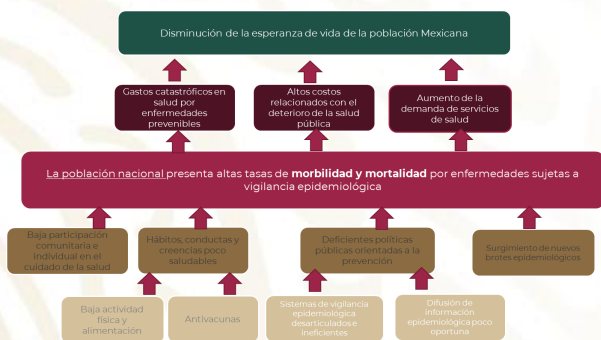 Disminución de la esperanza de vida de la población Mexicana
Gastos catastróficos en
salud por
enfermedades
prevenibles
Altos costos
relacionados con el
deterioro de la salud
pública
Aumento de la
demanda de servicios
de salud
La población nacional presenta altas tasas de morbilidad y mortalidad por enfermedades sujetas a
vigilancia epidemiológica
Baja participación
comunitaria e
individual en el
cuidado de la salud
Hábitos, conductas y
creencias poco
saludables
Deficientes políticas
públicas orientadas a la
prevención
Surgimiento de nuevos
brotes epidemiológicos
Baja actividad
física y
alimentación
Antivacunas
Sistemas de vigilancia
epidemiológica
desarticulados e
ineficientes
Difusión de
información
epidemiológica poco
oportuna